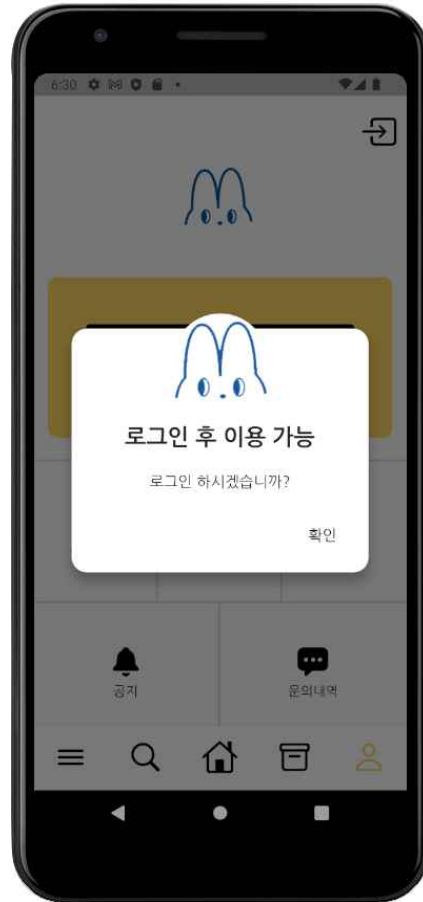 6:30
로그인 후 이용 가능
로그인 하시겠습니까?
확인
공지
문의내역